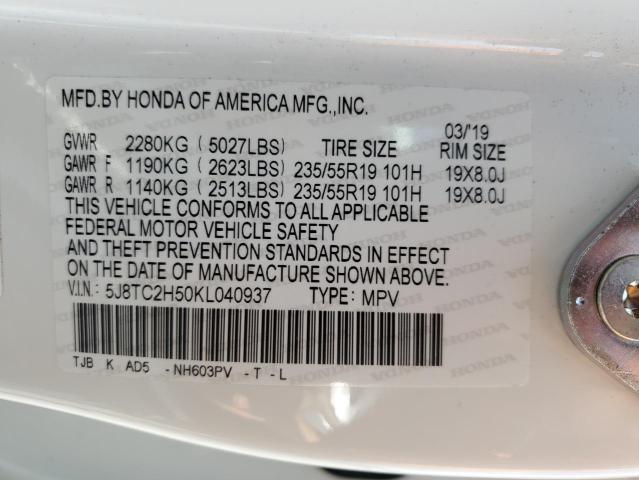 MFD.BY HONDA OF AMERICA MFG.,INC.
03/'19
GVWR 2280KG (5027LBS) TIRE SIZE RIM SIZE
GAWR F 1190KG (2623LBS) 235/55R19 101H 19X8.0J
GAWR R 1140KG (2513LBS) 235/55R19 101H 19X8.0J
THIS VEHICLE CONFORMS TO ALL APPLICABLE
FEDERAL MOTOR VEHICLE SAFETY
AND THEFT PREVENTION STANDARDS IN EFFECT
ON THE DATE OF MANUFACTURE SHOWN ABOVE.
V.I.N.: 5J8TC2H50KL040937 TYPE: MPV
TJB K AD5 -NH603PV -T -L